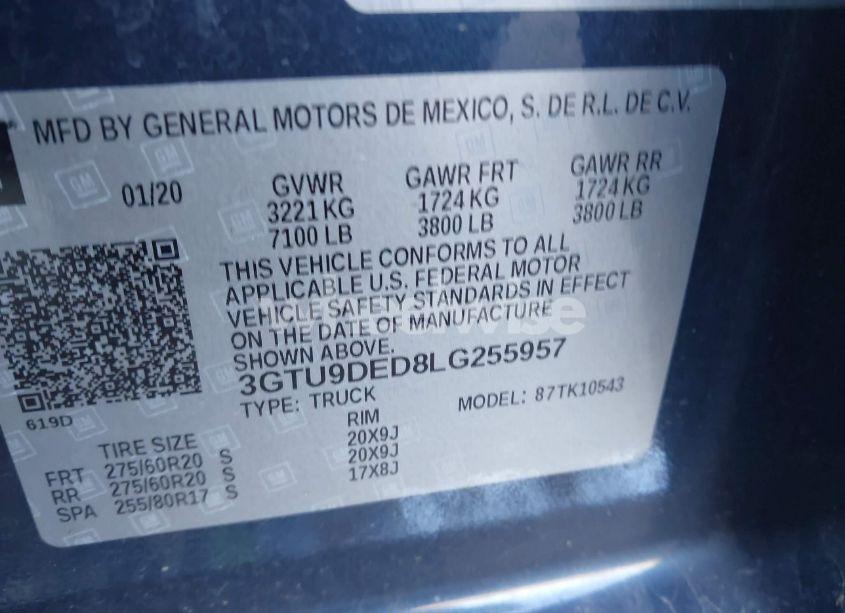 MFD BY GENERAL MOTORS DE MEXICO, S. DE R.L. DE C.V.
01/20
GVWR GAWR FRT GAWR RR
3221 KG 1724 KG 1724 KG
7100 LB 3800 LB 3800 LB
THIS VEHICLE CONFORMS TO ALL
APPLICABLE U.S. FEDERAL MOTOR
VEHICLE SAFETY STANDARDS IN EFFECT
ON THE DATE OF MANUFACTURE
SHOWN ABOVE.
3GTU9DED8LG255957
TYPE: TRUCK MODEL: 87TK10543
619D
TIRE SIZE RIM
FRT 275/60R20 S 20X9J
RR 275/60R20 S 20X9J
SPA 255/80R17 S 17X8J